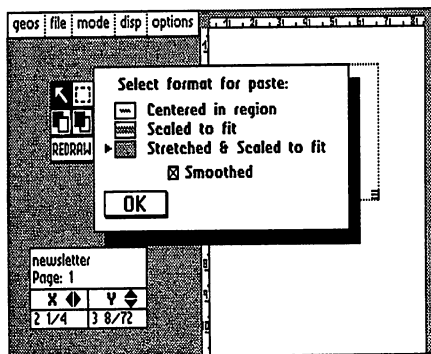 geos file mode disp options
Select format for paste:
Centered in region
Scaled to fit
REDRAW
Stretched & Scaled to fit
Smoothed
OK
newsletter
Page: 1
X Y
2 1/4 3 8/72